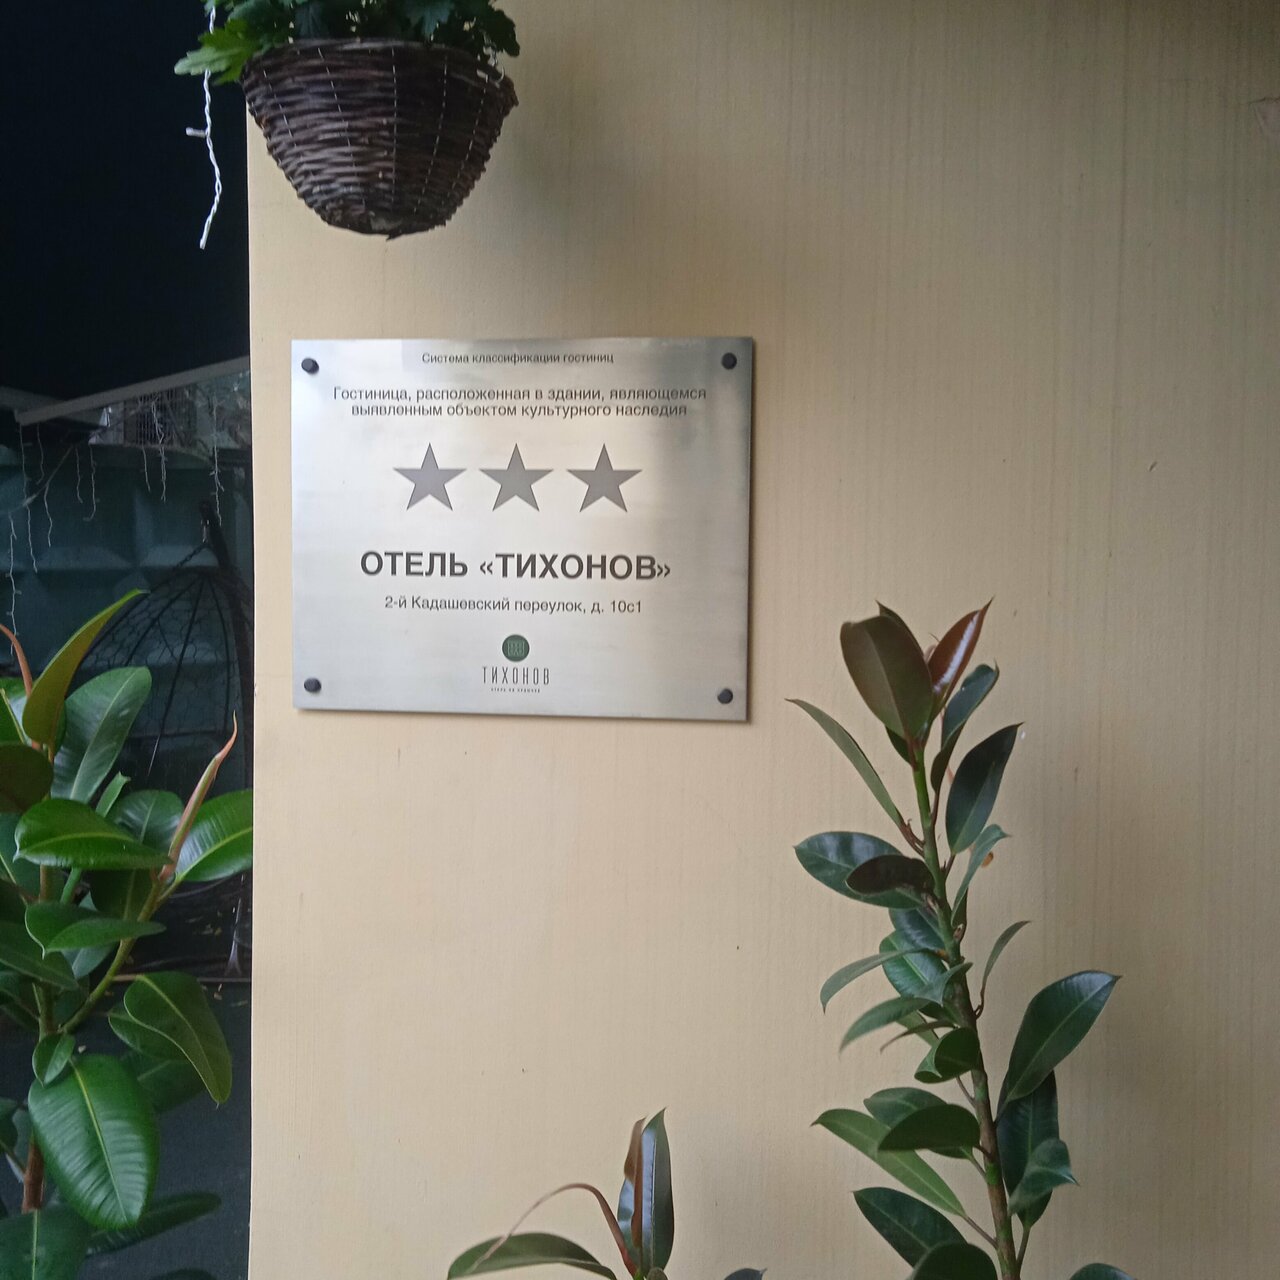 Система классификации гостиниц
Гостиница, расположенная в здании, являющемся
выявленным объектом культурного наследия
ОТЕЛЬ «ТИХОНОВ»
2-й Кадашевский переулок, д. 10с1
ТИХОНОВ